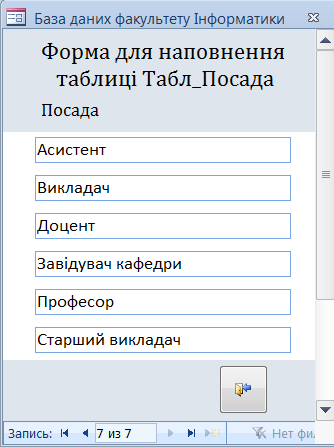 База даних факультету Інформатики
Форма для наповнення
таблиці Табл_Посада
Посада
Асистент
Викладач
Доцент
Завідувач кафедри
Професор
Старший викладач
Запись: 7 из 7 Нет фи